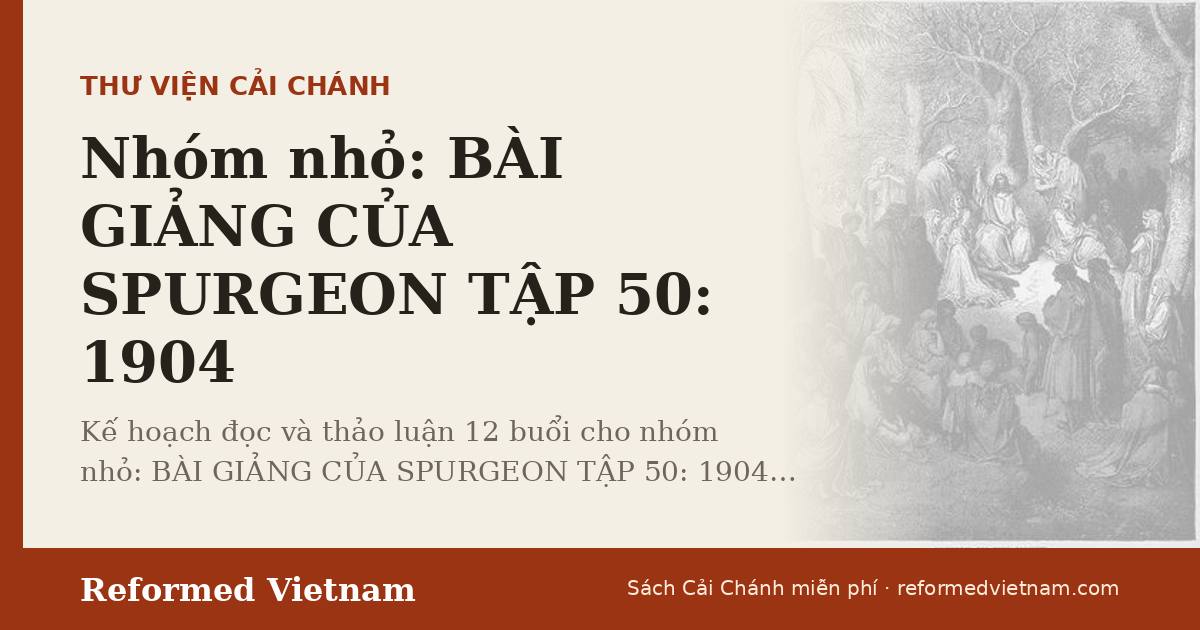 THƯ VIỆN CẢI CHÁNH
Nhóm nhỏ: BÀI
GIẢNG CỦA
SPURGEON TẬP 50:
1904
Kế hoạch đọc và thảo luận 12 buổi cho nhóm
nhỏ: BÀI GIẢNG CỦA SPURGEON TẬP 50: 1904...
Reformed Vietnam
Sách Cải Chánh miễn phí · reformedvietnam.com